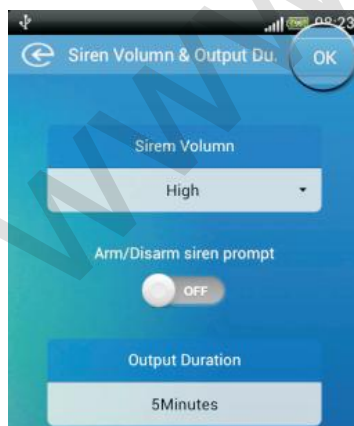 08:23
Siren Volumn & Output Du.
OK
Sirem Volumn
High
Arm/Disarm siren prompt
OFF
Output Duration
5Minutes